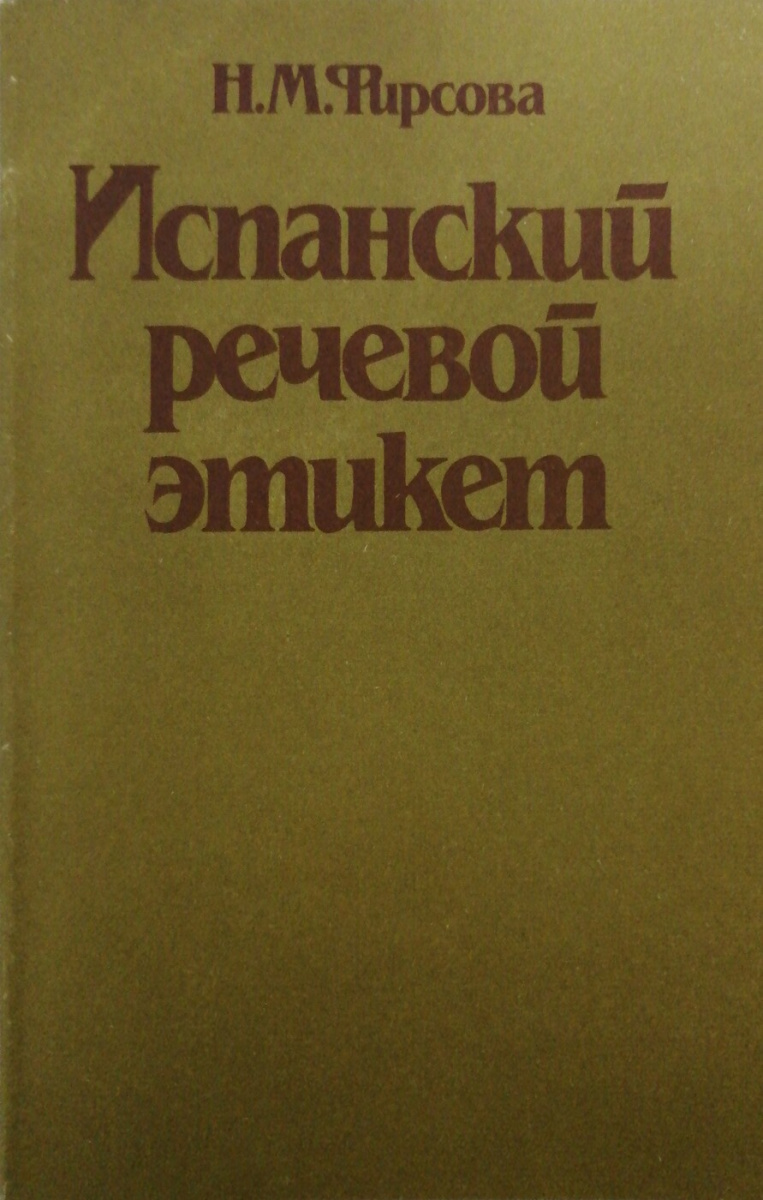 Н.М.Фирсова
Испанский
речевой
этикет